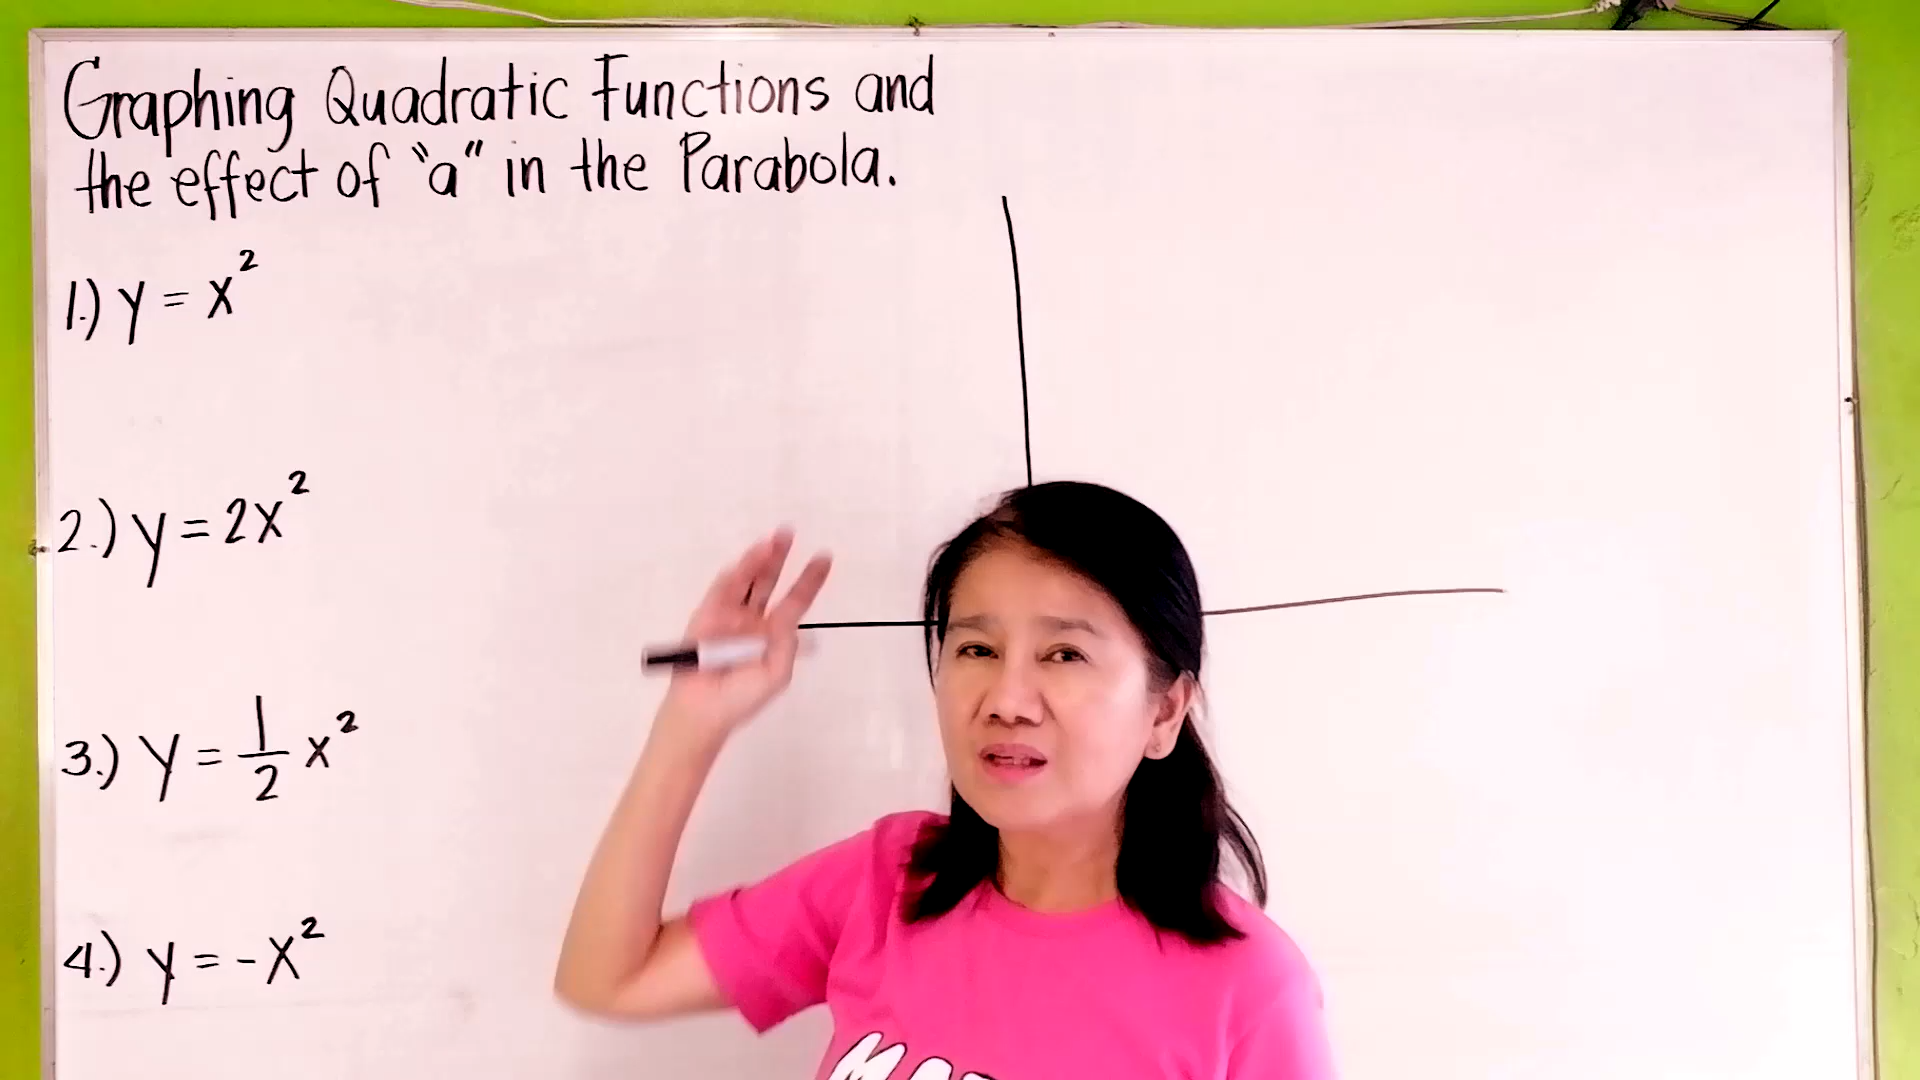 Graphing Quadratic Functions and
the effect of "a" in the Parabola.
1.) y = x²
2.) y = 2x²
3.) y = 1/2 x²
4.) y = -x²